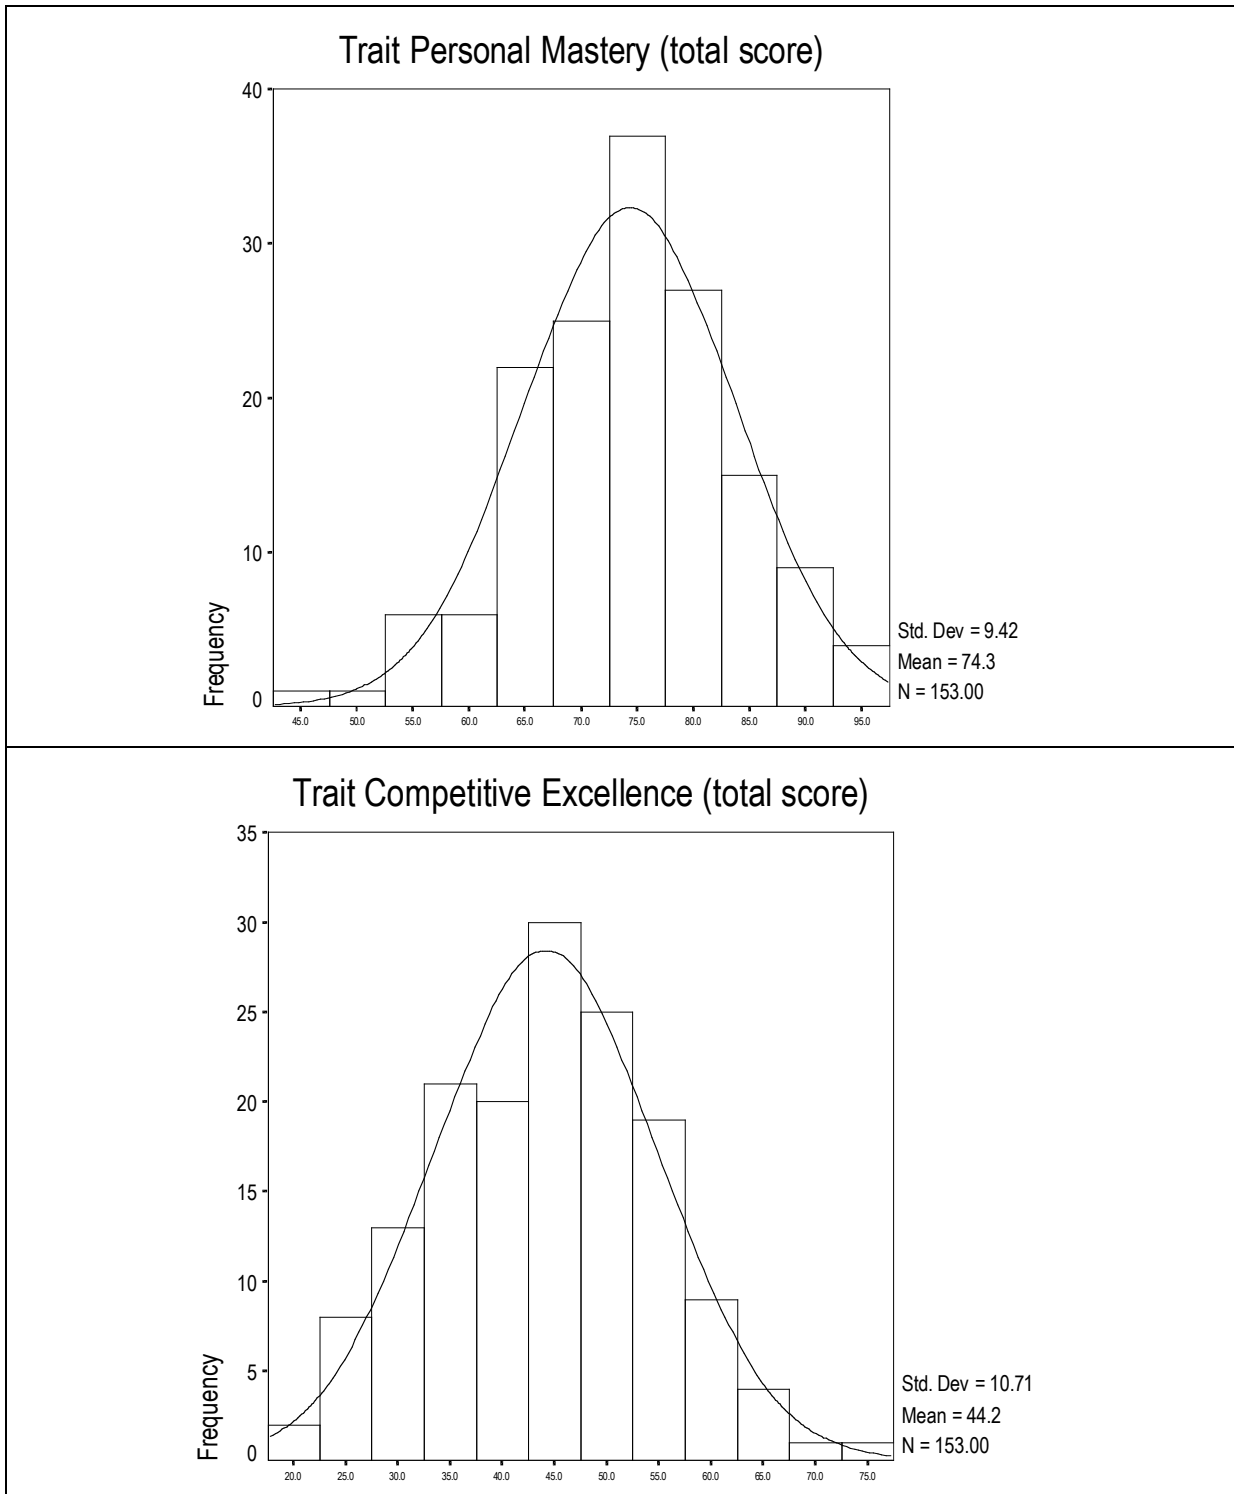 Trait Personal Mastery (total score)
40
30
20
10
0
Frequency
45.0 50.0 55.0 60.0 65.0 70.0 75.0 80.0 85.0 90.0 95.0
Std. Dev = 9.42
Mean = 74.3
N = 153.00
Trait Competitive Excellence (total score)
35
30
25
20
15
10
5
0
Frequency
20.0 25.0 30.0 35.0 40.0 45.0 50.0 55.0 60.0 65.0 70.0 75.0
Std. Dev = 10.71
Mean = 44.2
N = 153.00